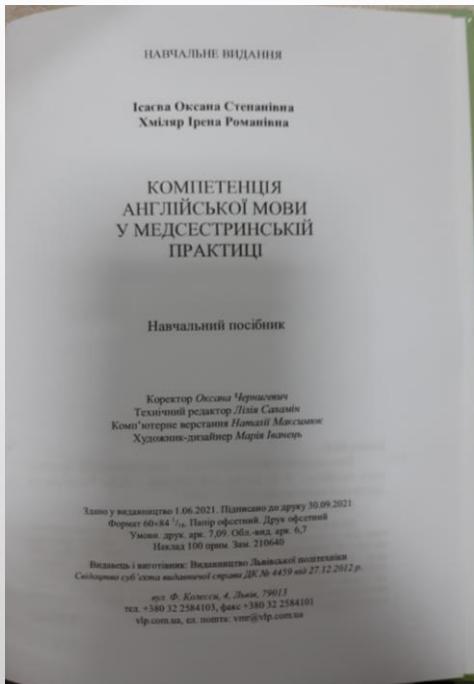 НАВЧАЛЬНЕ ВИДАННЯ
Ісаєва Оксана Степанівна
Хміляр Ірена Романівна
КОМПЕТЕНЦІЯ
АНГЛІЙСЬКОЇ МОВИ
У МЕДСЕСТРИНСЬКІЙ
ПРАКТИЦІ
Навчальний посібник
Коректор Оксана Чернигевич
Технічний редактор Лілія Саламін
Комп’ютерне верстання Наталії Максимюк
Художник-дизайнер Марія Іванець
Здано у видавництво 1.06.2021. Підписано до друку 30.09.2021
Формат 60×84 1/16. Папір офсетний. Друк офсетний
Умовн. друк. арк. 7,09. Обл.-вид. арк. 6,7
Наклад 100 прим. Зам. 210640
Видавець і виготівник: Видавництво Львівської політехніки
Свідоцтво суб’єкта видавничої справи ДК № 4459 від 27.12.2012 р.
вул. Ф. Колесси, 4, Львів, 79013
тел. +380 32 2584103, факс +380 32 2584101
vlp.com.ua, ел. пошта: vmr@vlp.com.ua